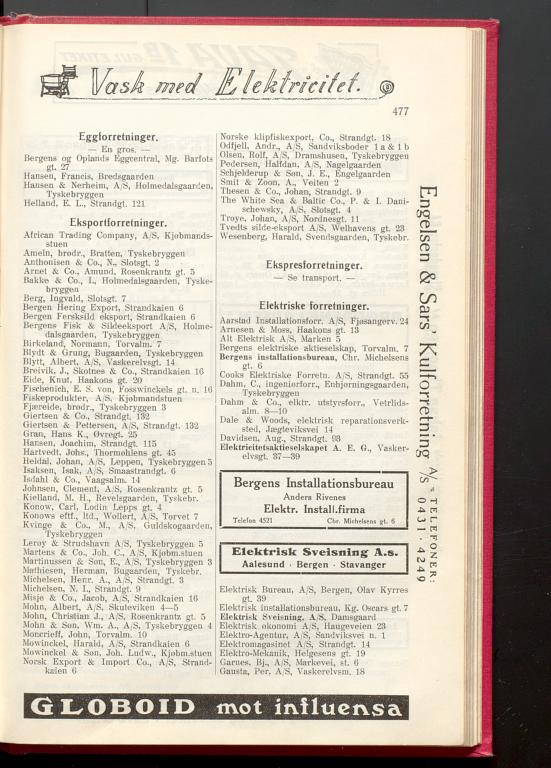 Vask med Elektricitet.
477
Eggforretninger.
— En gros. —
Bergens og Oplands Eggcentral, Mg. Barfots
gt. 27
Hansen, Francis, Bredsgaarden
Hansen & Nerheim, A/S, Holmedalsgaarden,
Tyskebryggen
Helland, E. L., Strandgt. 121
Eksportforretninger.
African Trading Company, A/S, Kjøbmands-
stuen
Ameln, brødr., Bratten, Tyskebryggen
Anthonisen & Co., N., Slotsgt. 2
Arnet & Co., Amund, Rosenkrantz gt. 5
Bakke & Co., I., Holmedalsgaarden, Tyske-
bryggen
Berg, Ingvald, Slotsgt. 7
Bergen Hering Export, Strandkaien 6
Bergen Ferskfild eksport, Strandkaien 6
Bergens Fisk & Sildeeksport A/S, Holme-
dalsgaarden, Tyskebryggen
Birkeland, Normann, Torvalm. 7
Blydt & Grung, Bugaarden, Tyskebryggen
Blytt, Albert, A/S, Vaskerelvsgt. 14
Breivik, J., Skotnes & Co., Strandkaien 16
Eide, Knut, Haakons gt. 20
Fischenich, E. S. von, Fosswinckels gt. n. 16
Fiskeprodukter, A/S, Kjøbmandstuen
Fjæreide, brødr., Tyskebryggen 3
Giertsen & Co., Strandgt. 132
Giertsen & Pettersen, A/S, Strandgt. 132
Gran, Hans K., Øvregt. 25
Hansen, Joachim, Strandgt. 115
Hartvedt, Johs., Thormøhlens gt. 45
Heldal, Johan, A/S, Leppen, Tyskebryggen 5
Isaksen, Isak, A/S, Smaastrandgt. 6
Isdahl & Co., Vaagsalm. 14
Johnsen, Clement, A/S, Rosenkrantz gt. 5
Kielland, M. H., Revelsgaarden, Tyskebr.
Konow, Carl, Lodin Lepps gt. 4
Konows eftf., ltd., Wollert, A/S, Torvet 7
Kvinge & Co., M., A/S, Guldskogaarden,
Tyskebryggen
Lerøy & Strudshavn A/S, Tyskebryggen 5
Martens & Co., Joh. C., A/S, Kjøbm.stuen
Martinussen & Søn, E., A/S, Tyskebryggen 3
Mathiesen, Herman, Bugaarden, Tyskebr.
Michelsen, Henr. A., A/S, Strandgt. 3
Michelsen, N. I., Strandgt. 9
Misje & Co., Jacob, A/S, Strandkaien 16
Mohn, Albert, A/S, Skuteviken 4—5
Mohn, Christian J., A/S, Rosenkrantz gt. 5
Mohn & Søn, Wm. A., A/S, Tyskebryggen 4
Moncrieff, John, Torvalm. 10
Mowinckel, Harald, A/S, Strandkaien 6
Mowinckel & Søn, Joh. Ludw., Kjøbm.stuen
Norsk Export & Import Co., A/S, Strand-
kaien 6
Norske klipfiskexport, Co., Strandgt. 18
Odfjell, Andr., A/S, Sandviksboder 1 a & 1 b
Olsen, Rolf, A/S, Dramshusen, Tyskebryggen
Pedersen, Halfdan, A/S, Nagelgaarden
Schjelderup & Søn, J. E., Engelgaarden
Smit & Zoon, A., Veiten 2
Thesen & Co., Johan, Strandgt. 9
The White Sea & Baltic Co., P. & I. Dani-
schewsky, A/S, Slotsgt. 4
Troye, Johan, A/S, Nordnesgt. 11
Tvedts silde-eksport A/S, Welhavens gt. 23
Wesenberg, Harald, Svendsgaarden, Tyskebr.
Ekspresforretninger.
— Se transport. —
Elektriske forretninger.
Aarstad Installationsforr. A/S, Fjøsangerv. 24
Arnesen & Moss, Haakons gt. 13
Alt Elektrisk A/S, Marken 5
Bergens elektriske aktieselskap, Torvalm. 7
Bergens installationsbureau, Chr. Michelsens
gt. 6
Cooks Elektriske Forretn. A/S, Strandgt. 55
Dahm, C., ingeniørforr., Enhjørningsgaarden,
Tyskebryggen
Dahm & Co., elktr. utstyrsforr., Vetrlids-
alm. 8—10
Dale & Woods, elektrisk reparationsverk-
sted, Jægteviksvei 14
Davidsen, Aug., Strandgt. 93
Elektricitetsaktieselskapet A. E. G., Vasker-
elvsgt. 37—39
Bergens Installationsbureau
Anders Rivenes
Elektr. Install.firma
Telefon 4521 Chr. Michelsens gt. 6
Elektrisk Sveisning A.s.
Aalesund - Bergen - Stavanger
Elektrisk Bureau, A/S, Bergen, Olav Kyrres
gt. 39
Elektrisk installationsbureau, Kg. Oscars gt. 7
Elektrisk Sveisning, A/S, Damsgaard
Elektrisk økonomi A/S, Haugeveien 23
Elektro-Agentur, A/S, Sandviksvei n. 1
Elektromagasinet A/S, Strandgt. 14
Elektro-Mekanik, Helgesens gt. 19
Garnes, Bj., A/S, Markevei, st. 6
Gausta, Per, A/S, Vaskerelvsm. 18
Engelsen & Sars' Kulforretning A/S
TELEFONER:
0431 - 4249
GLOBOID mot influensa